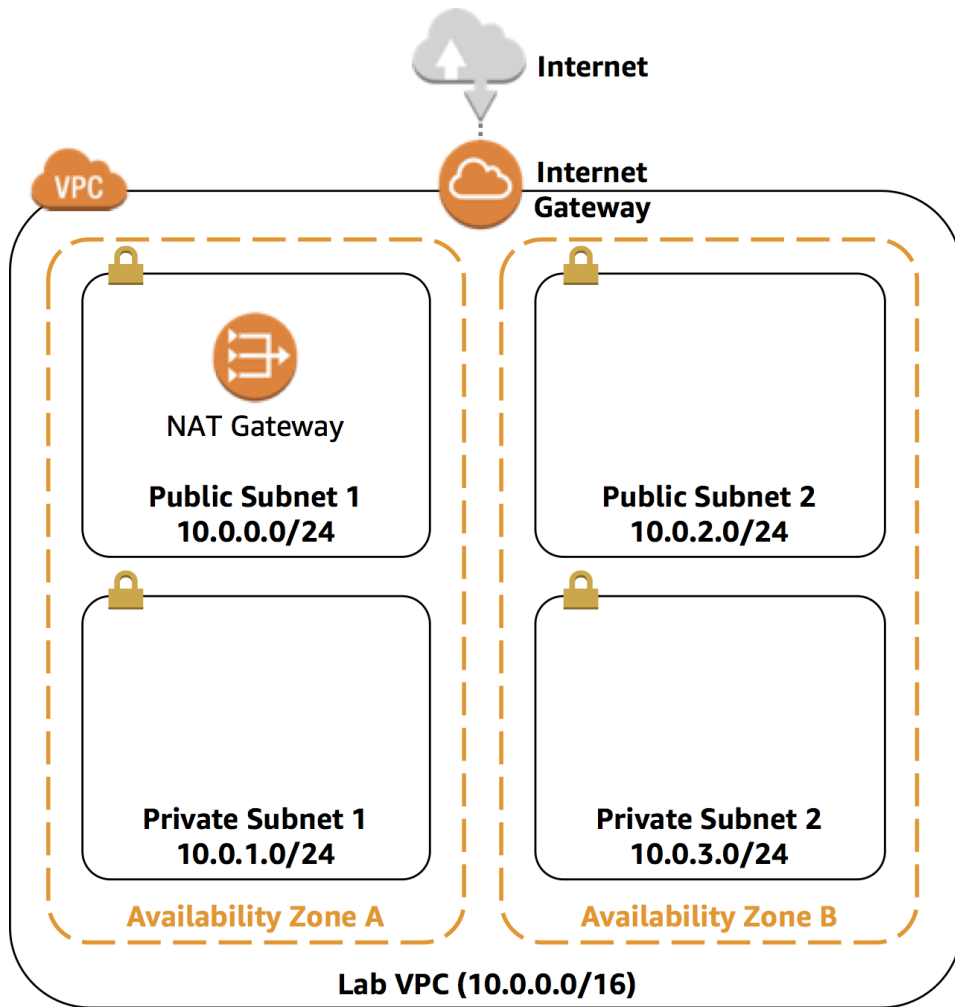 Internet
VPC
Internet
Gateway
NAT Gateway
Public Subnet 1
10.0.0.0/24
Public Subnet 2
10.0.2.0/24
Private Subnet 1
10.0.1.0/24
Private Subnet 2
10.0.3.0/24
Availability Zone A
Availability Zone B
Lab VPC (10.0.0.0/16)